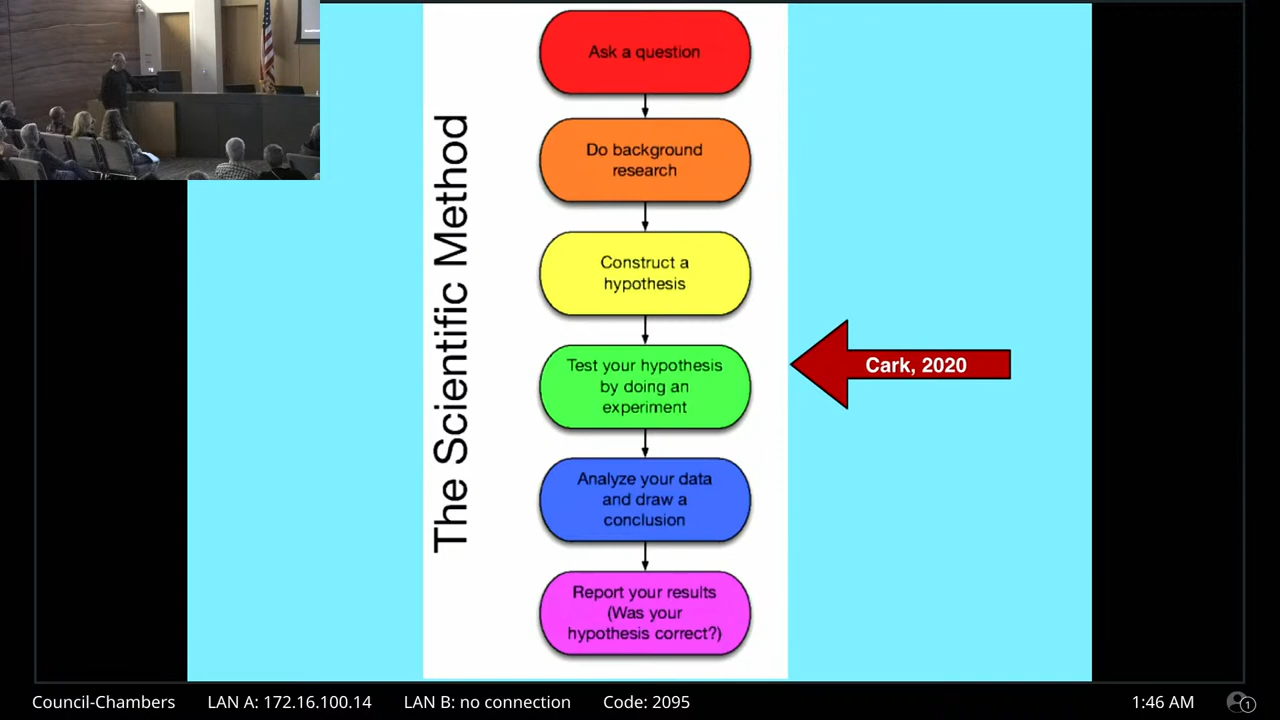 The Scientific Method
Ask a question
Do background
research
Construct a
hypothesis
Test your hypothesis
by doing an
experiment
Cark, 2020
Analyze your data
and draw a
conclusion
Report your results
(Was your
hypothesis correct?)
Council-Chambers LAN A: 172.16.100.14 LAN B: no connection Code: 2095 1:46 AM 1